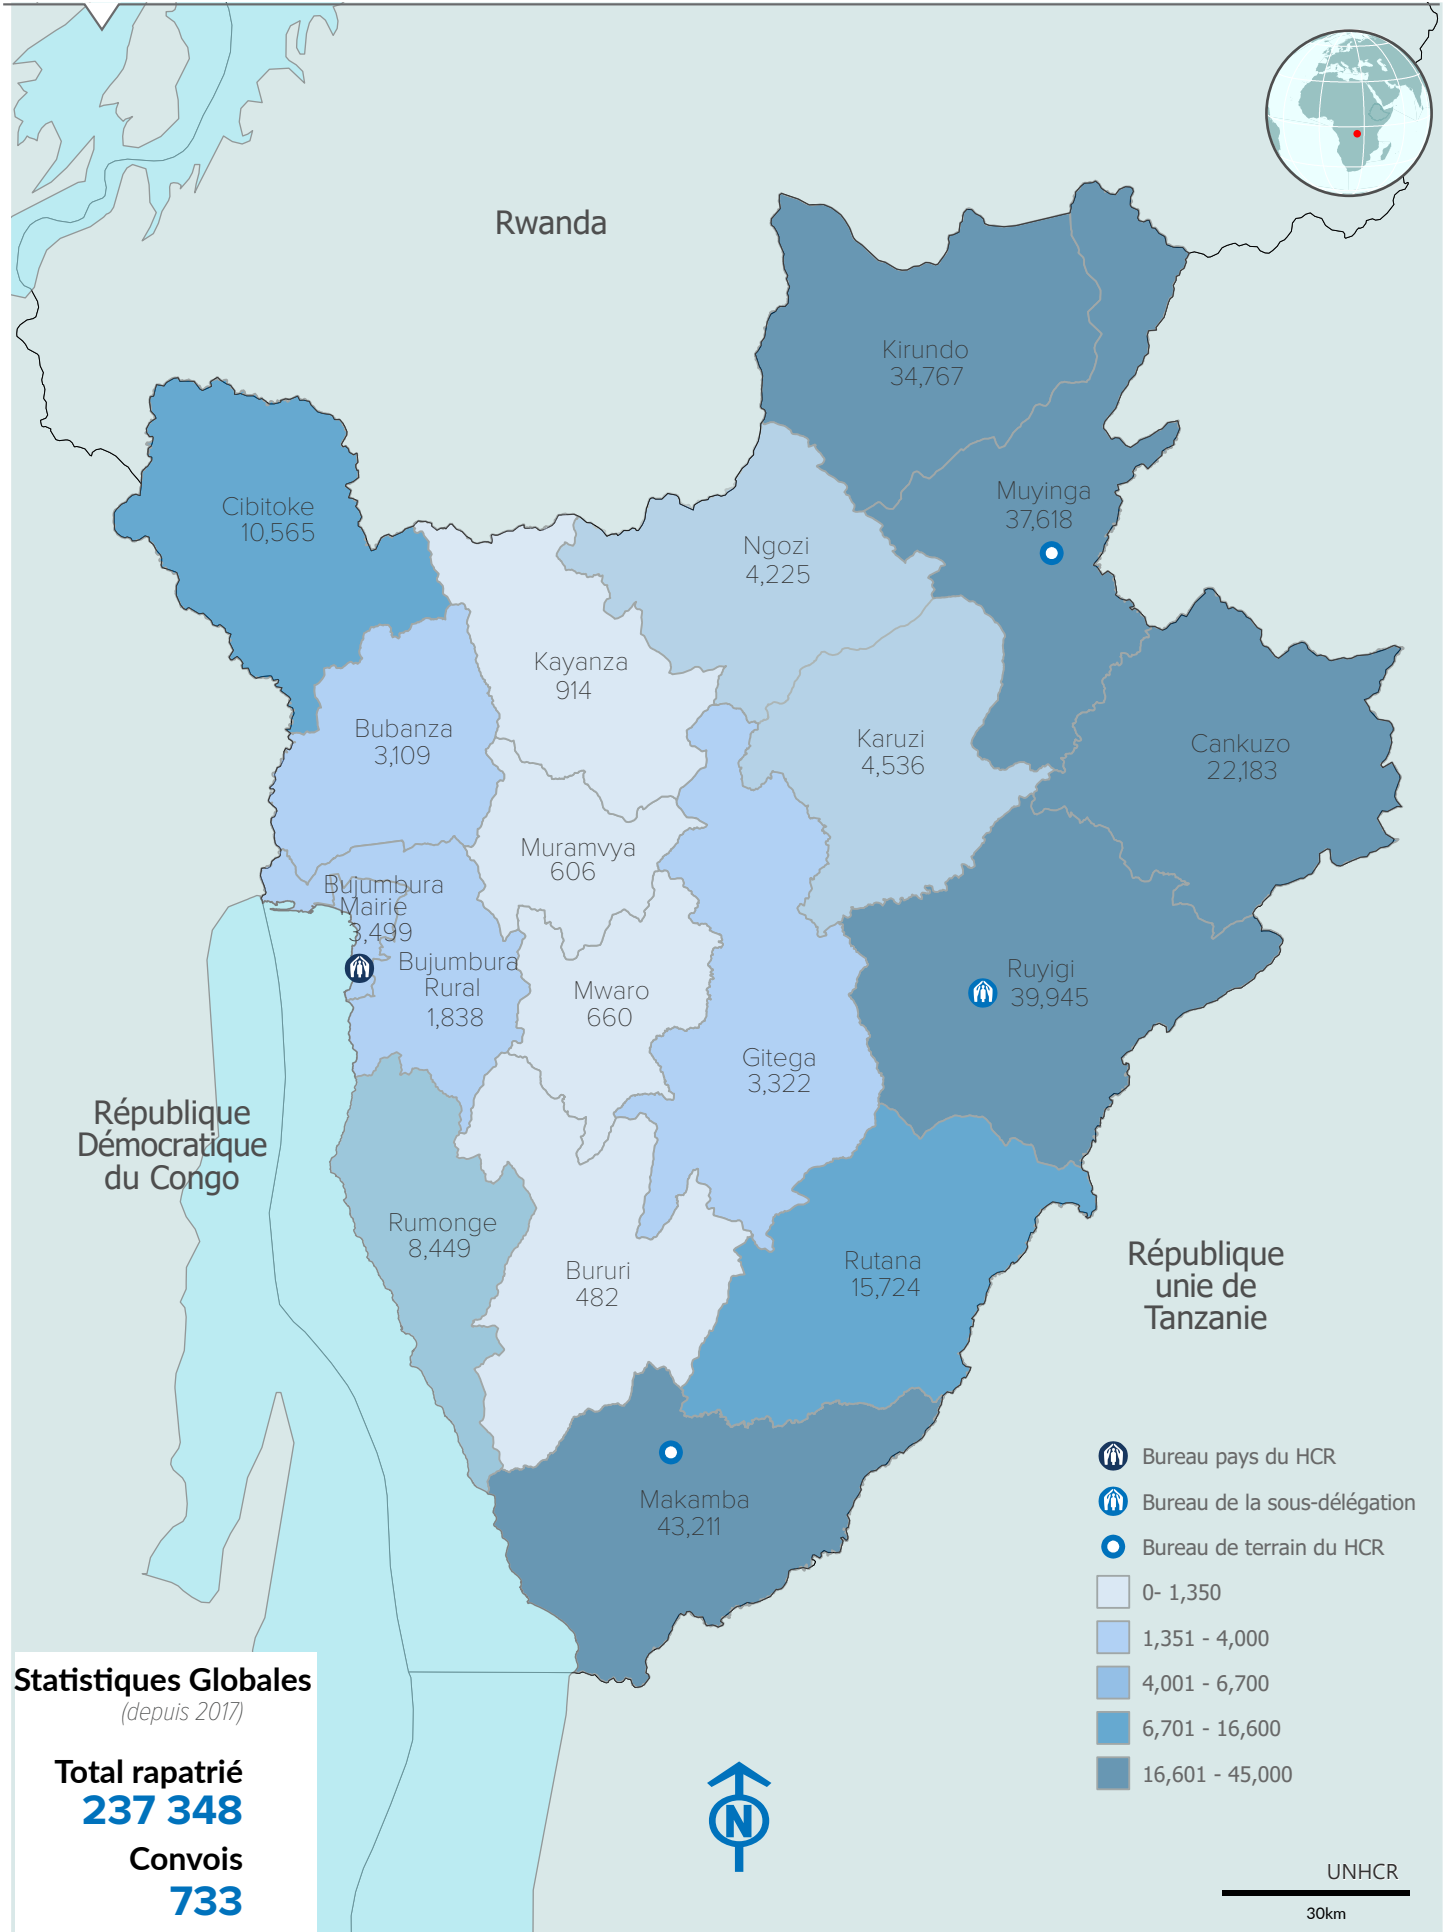 Rwanda
Kirundo
34,767
Muyinga
37,618
Cibitoke
10,565
Ngozi
4,225
Kayanza
914
Bubanza
3,109
Karuzi
4,536
Cankuzo
22,183
Muramvya
606
Bujumbura
Mairie
3,499
Bujumbura
Rural
1,838
Mwaro
660
Ruyigi
39,945
Gitega
3,322
République
Démocratique
du Congo
Rumonge
8,449
Bururi
482
Rutana
15,724
République
unie de
Tanzanie
Makamba
43,211
Bureau pays du HCR
Bureau de la sous-délégation
Bureau de terrain du HCR
0- 1,350
1,351 - 4,000
4,001 - 6,700
6,701 - 16,600
16,601 - 45,000
Statistiques Globales
(depuis 2017)
Total rapatrié
237 348
Convois
733
N
UNHCR
30km